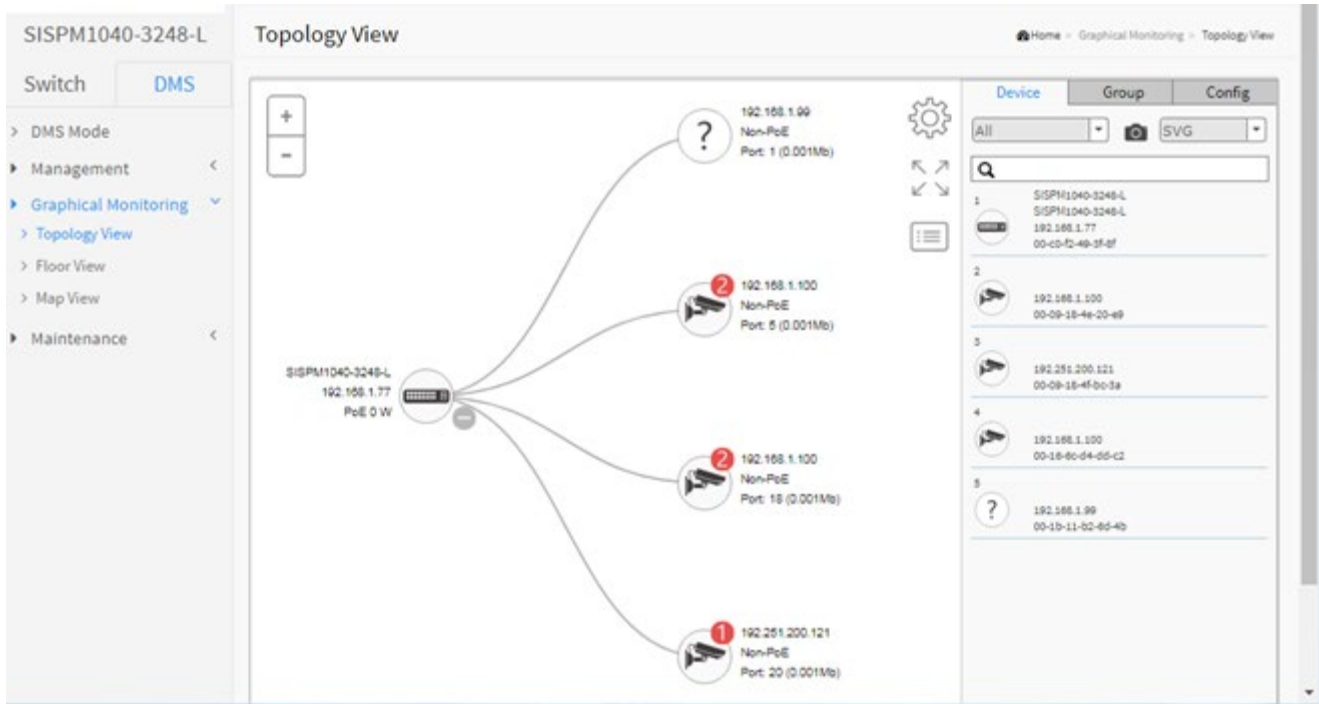 SISPM1040-3248-L
Switch
DMS
DMS Mode
Management
Graphical Monitoring
Topology View
Floor View
Map View
Maintenance
Topology View
Home > Graphical Monitoring > Topology View
+
-
192.168.1.99
Non-PoE
Port: 1 (0.001Mb)
2
192.168.1.100
Non-PoE
Port: 5 (0.001Mb)
SISPM1040-3248-L
192.168.1.77
PoE 0 W
2
192.168.1.100
Non-PoE
Port: 18 (0.001Mb)
1
192.251.200.121
Non-PoE
Port: 20 (0.001Mb)
?
Device
Group
Config
All
SVG
1
SISPM1040-3248-L
SISPM1040-3248-L
192.168.1.77
00-c0-f2-49-3f-8f
2
192.168.1.100
00-09-18-4e-20-e9
3
192.251.200.121
00-09-18-4f-bc-3a
4
192.168.1.100
00-16-6c-d4-dd-c2
5
?
192.168.1.99
00-1b-11-b2-6d-4b